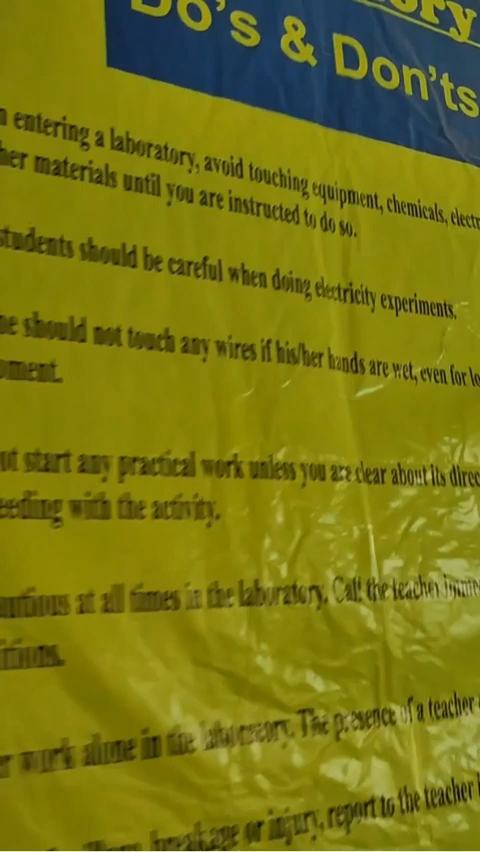 ory
Do's & Don'ts
entering a laboratory, avoid touching equipment, chemicals, electr
her materials until you are instructed to do so.
students should be careful when doing electricity experiments.
ne should not touch any wires if his/her hands are wet, even for lo
pment.
ot start any practical work unless you are clear about its direc
eeding with the activity.
autious at all times in the laboratory. Call the teacher imme
itions.
r work alone in the laboratory. The presence of a teacher
breakage or injury, report to the teacher